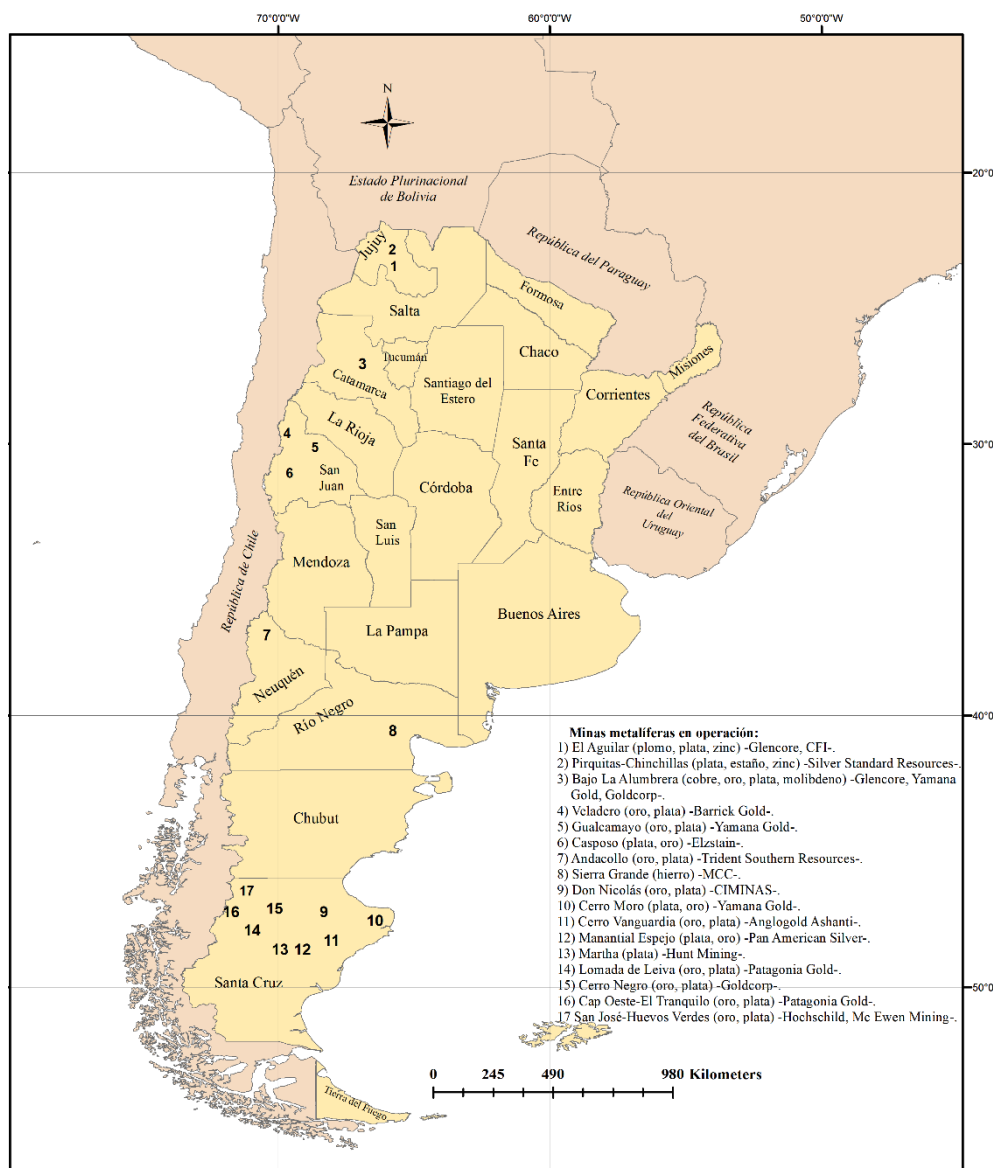 70°0'0"W 60°0'0"W 50°0'0"W
N
20°0
Estado Plurinacional
de Bolivia
Jujuy
2
1
República del Paraguay
Salta
Formosa
Chaco
3
Tucumán
Catamarca
Santiago del
Estero
Misiones
Corrientes
República
Federativa
del Brasil
La Rioja
4
5
6
San
Juan
Santa
Fe
30°0
Córdoba
Entre
Ríos
República Oriental
del
Uruguay
San
Luis
Mendoza
República de Chile
Buenos Aires
La Pampa
7
Neuquén
Río Negro
8
40°0
Chubut
17
16
15
14
9
10
11
13 12
Santa Cruz
50°0
Tierra del Fuego
Minas metalíferas en operación:
1) El Aguilar (plomo, plata, zinc) -Glencore, CFI-.
2) Pirquitas-Chinchillas (plata, estaño, zinc) -Silver Standard Resources-.
3) Bajo La Alumbrera (cobre, oro, plata, molibdeno) -Glencore, Yamana
Gold, Goldcorp-.
4) Veladero (oro, plata) -Barrick Gold-.
5) Gualcamayo (oro, plata) -Yamana Gold-.
6) Casposo (plata, oro) -Elzstain-.
7) Andacollo (oro, plata) -Trident Southern Resources-.
8) Sierra Grande (hierro) -MCC-.
9) Don Nicolás (oro, plata) -CIMINAS-.
10) Cerro Moro (plata, oro) -Yamana Gold-.
11) Cerro Vanguardia (oro, plata) -Anglogold Ashanti-.
12) Manantial Espejo (plata, oro) -Pan American Silver-.
13) Martha (plata) -Hunt Mining-.
14) Lomada de Leiva (oro, plata) -Patagonia Gold-.
15) Cerro Negro (oro, plata) -Goldcorp-.
16) Cap Oeste-El Tranquilo (oro, plata) -Patagonia Gold-.
17 San José-Huevos Verdes (oro, plata) -Hochschild, Mc Ewen Mining-.
0 245 490 980 Kilometers